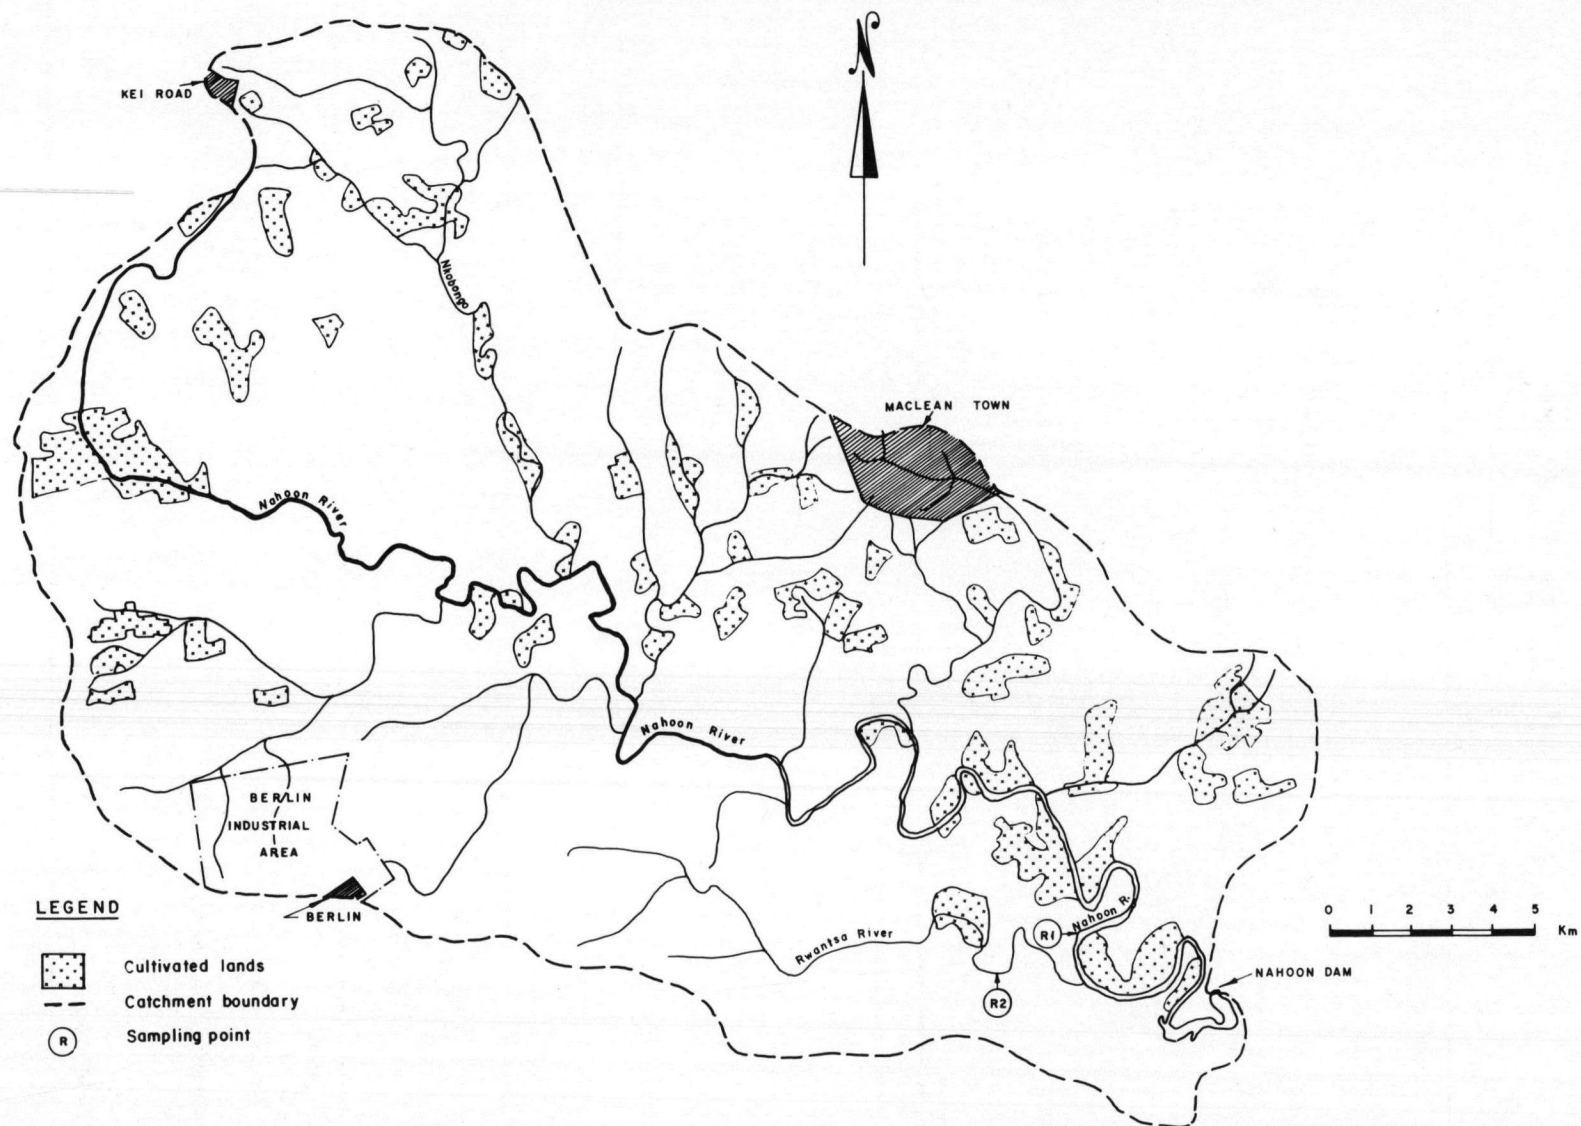 N
KEI ROAD
Nkobongo
MACLEAN TOWN
Nahoon River
Nahoon River
BERLIN
INDUSTRIAL
AREA
BERLIN
Rwantsa River
Nahoon R.
R1
R2
NAHOON DAM
0 1 2 3 4 5
Km
LEGEND
Cultivated lands
Catchment boundary
R
Sampling point